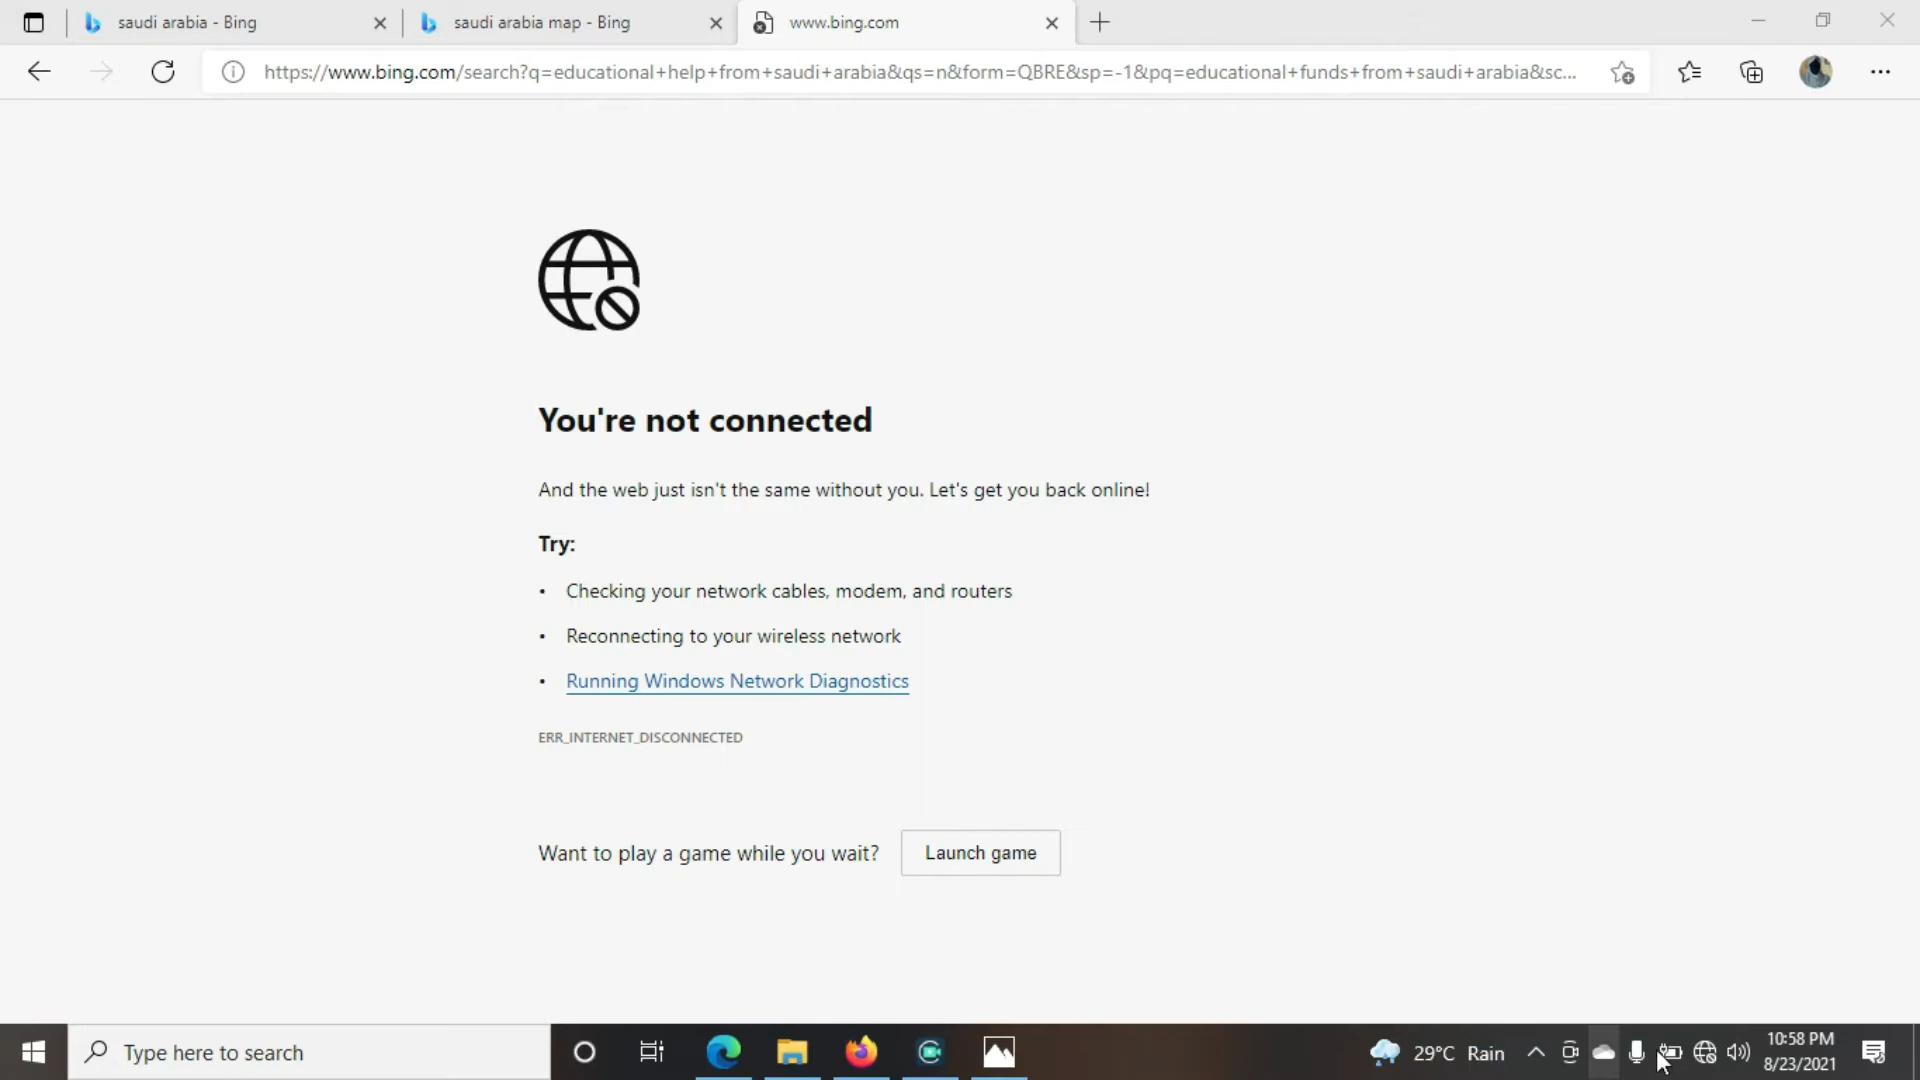 saudi arabia - Bing
saudi arabia map - Bing
www.bing.com
https://www.bing.com/search?q=educational+help+from+saudi+arabia&qs=n&form=QBRE&sp=-1&pq=educational+funds+from+saudi+arabia&sc...
You're not connected
And the web just isn't the same without you. Let's get you back online!
Try:
• Checking your network cables, modem, and routers
• Reconnecting to your wireless network
• Running Windows Network Diagnostics
ERR_INTERNET_DISCONNECTED
Want to play a game while you wait?
Launch game
Type here to search
29°C Rain
10:58 PM
8/23/2021